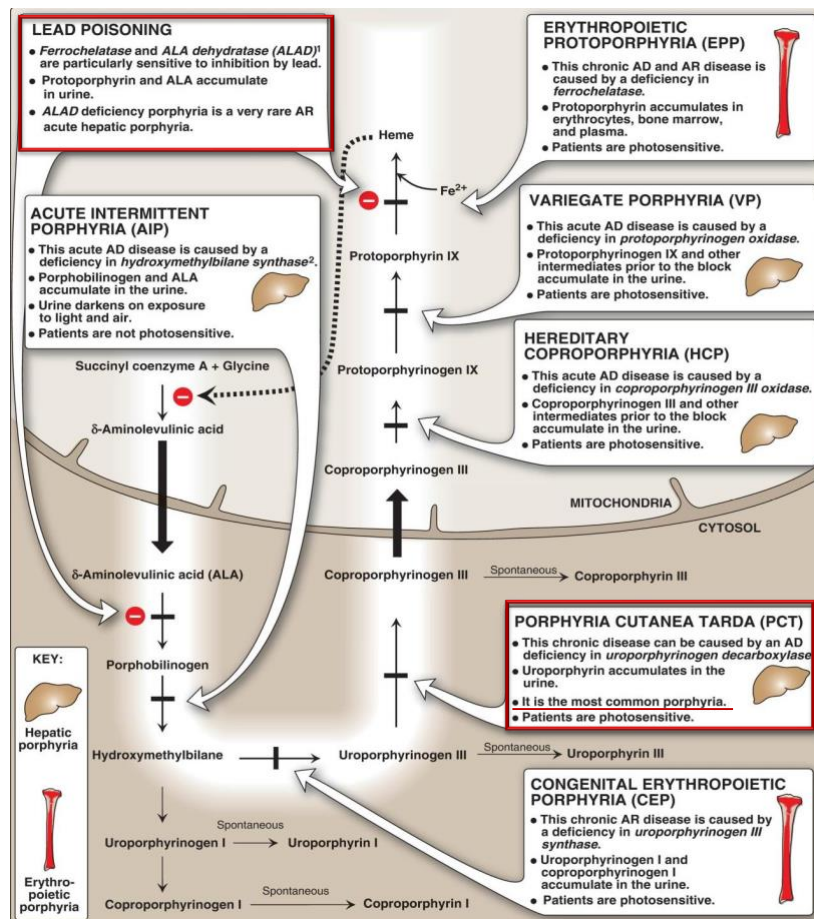 LEAD POISONING
• Ferrochelatase and ALA dehydratase (ALAD)¹
are particularly sensitive to inhibition by lead.
• Protoporphyrin and ALA accumulate
in urine.
• ALAD deficiency porphyria is a very rare AR
acute hepatic porphyria.
ERYTHROPOIETIC
PROTOPORPHYRIA (EPP)
• This chronic AD and AR disease is
caused by a deficiency in
ferrochelatase.
• Protoporphyrin accumulates in
erythrocytes, bone marrow,
and plasma.
• Patients are photosensitive.
Heme
Fe²⁺
ACUTE INTERMITTENT
PORPHYRIA (AIP)
• This acute AD disease is caused by a
deficiency in hydroxymethylbilane synthase².
• Porphobilinogen and ALA
accumulate in the urine.
• Urine darkens on exposure
to light and air.
• Patients are not photosensitive.
VARIEGATE PORPHYRIA (VP)
• This acute AD disease is caused by a
deficiency in protoporphyrinogen oxidase.
• Protoporphyrinogen IX and other
intermediates prior to the block
accumulate in the urine.
• Patients are photosensitive.
Protoporphyrin IX
HEREDITARY
COPROPORPHYRIA (HCP)
• This acute AD disease is caused by a
deficiency in coproporphyrinogen III oxidase.
• Coproporphyrinogen III and other
intermediates prior to the block
accumulate in the urine.
• Patients are photosensitive.
Succinyl coenzyme A + Glycine
Protoporphyrinogen IX
δ-Aminolevulinic acid
Coproporphyrinogen III
MITOCHONDRIA
CYTOSOL
δ-Aminolevulinic acid (ALA)
Coproporphyrinogen III
Spontaneous
Coproporphyrin III
PORPHYRIA CUTANEA TARDA (PCT)
• This chronic disease can be caused by an AD
deficiency in uroporphyrinogen decarboxylase
• Uroporphyrin accumulates in the
urine.
• It is the most common porphyria.
• Patients are photosensitive.
KEY:
Hepatic
porphyria
Erythro-
poietic
porphyria
Porphobilinogen
Hydroxymethylbilane
Uroporphyrinogen III
Spontaneous
Uroporphyrin III
CONGENITAL ERYTHROPOIETIC
PORPHYRIA (CEP)
• This chronic AR disease is caused by
a deficiency in uroporphyrinogen III
synthase.
• Uroporphyrinogen I and
coproporphyrinogen I
accumulate in the urine.
• Patients are photosensitive.
Uroporphyrinogen I
Spontaneous
Uroporphyrin I
Coproporphyrinogen I
Spontaneous
Coproporphyrin I